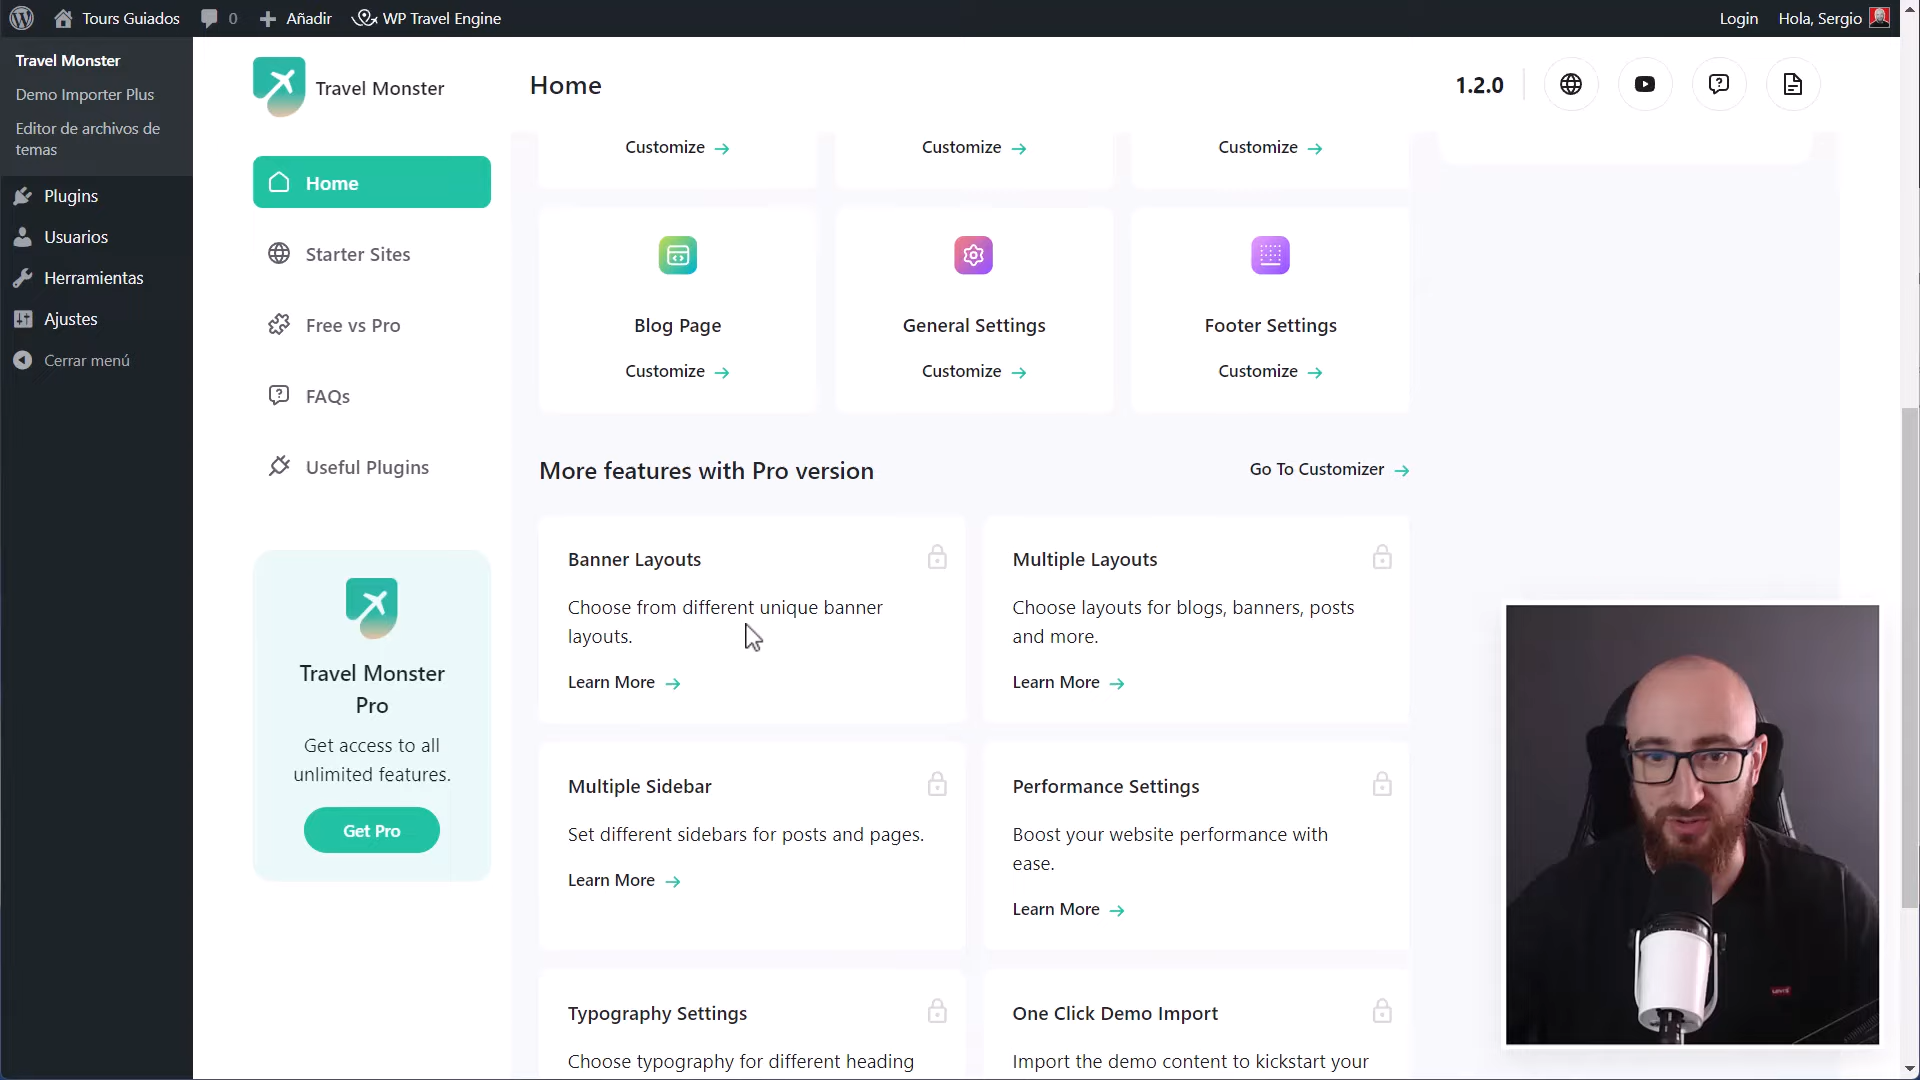 Tours Guiados
0
Añadir
WP Travel Engine
Login
Hola, Sergio
Travel Monster
Demo Importer Plus
Editor de archivos de
temas
Plugins
Usuarios
Herramientas
Ajustes
Cerrar menú
Travel Monster
Home
1.2.0
Home
Starter Sites
Free vs Pro
FAQs
Useful Plugins
Travel Monster
Pro
Get access to all
unlimited features.
Get Pro
Customize
Customize
Customize
Blog Page
General Settings
Footer Settings
Customize
Customize
Customize
More features with Pro version
Go To Customizer
Banner Layouts
Choose from different unique banner
layouts.
Learn More
Multiple Layouts
Choose layouts for blogs, banners, posts
and more.
Learn More
Multiple Sidebar
Set different sidebars for posts and pages.
Learn More
Performance Settings
Boost your website performance with
ease.
Learn More
Typography Settings
Choose typography for different heading
One Click Demo Import
Import the demo content to kickstart your